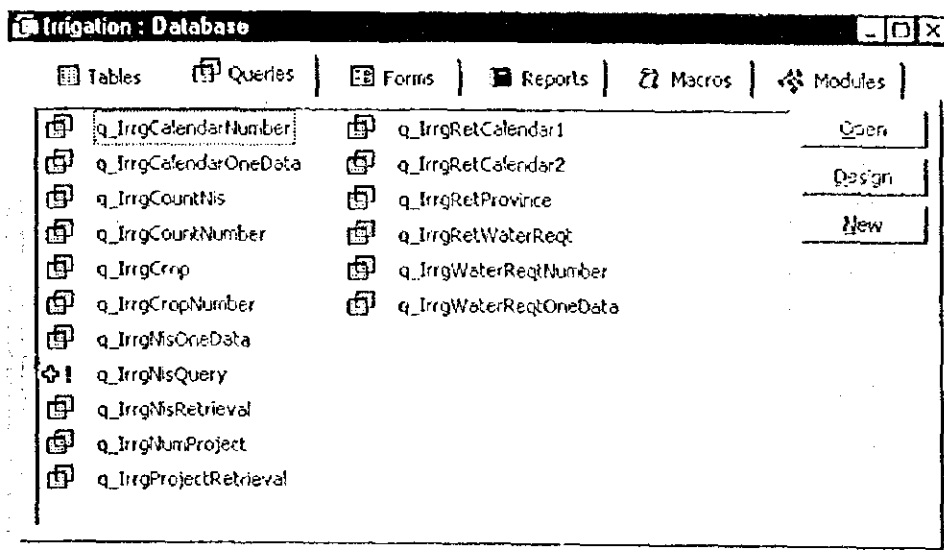 Irrigation : Database
Tables Queries Forms Reports Macros Modules
q_IrrgCalendarNumber
q_IrrgCalendarOneData
q_IrrgCountNis
q_IrrgCountNumber
q_IrrgCrop
q_IrrgCropNumber
q_IrrgNisOneData
q_IrrgNisQuery
q_IrrgNisRetrieval
q_IrrgNumProject
q_IrrgProjectRetrieval
q_IrrgRetCalendar1
q_IrrgRetCalendar2
q_IrrgRetProvince
q_IrrgRetWaterReqt
q_IrrgWaterReqtNumber
q_IrrgWaterReqtOneData
Open
Design
New